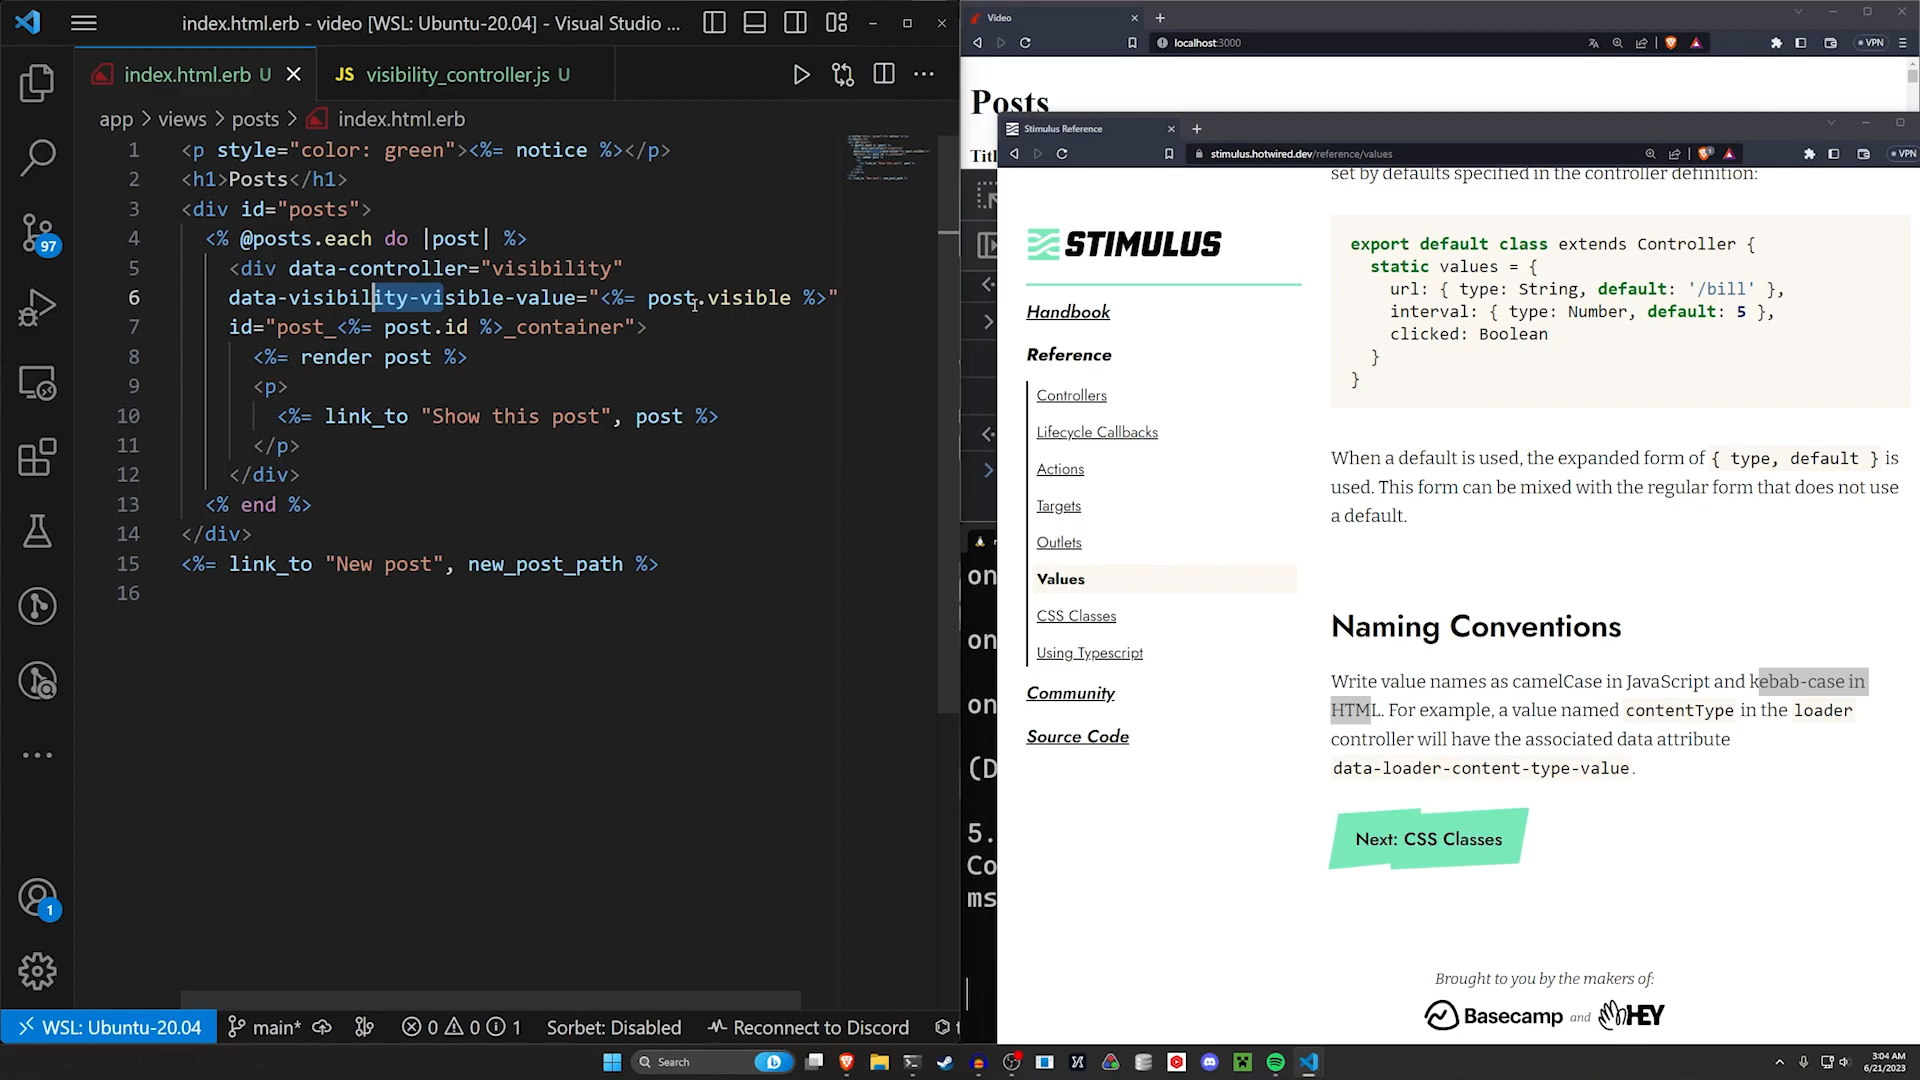 index.html.erb - video [WSL: Ubuntu-20.04] - Visual Studio ...
index.html.erb U
JS visibility_controller.js U
app > views > posts > index.html.erb
1 <p style="color: green"><%= notice %></p>
2 <h1>Posts</h1>
3 <div id="posts">
4 <% @posts.each do |post| %>
5 <div data-controller="visibility"
6 data-visibility-visible-value="<%= post.visible %>"
7 id="post_<%= post.id %>_container">
8 <%= render post %>
9 <p>
10 <%= link_to "Show this post", post %>
11 </p>
12 </div>
13 <% end %>
14 </div>
15 <%= link_to "New post", new_post_path %>
16
97
1
WSL: Ubuntu-20.04
main*
0 0 1
Sorbet: Disabled
Reconnect to Discord
Video
localhost:3000
VPN
Posts
Titl
on
on
on
(D
5.
Co
ms
Stimulus Reference
stimulus.hotwired.dev/reference/values
VPN
STIMULUS
Handbook
Reference
Controllers
Lifecycle Callbacks
Actions
Targets
Outlets
Values
CSS Classes
Using Typescript
Community
Source Code
set by defaults specified in the controller definition:
export default class extends Controller {
static values = {
url: { type: String, default: '/bill' },
interval: { type: Number, default: 5 },
clicked: Boolean
}
}
When a default is used, the expanded form of { type, default } is
used. This form can be mixed with the regular form that does not use
a default.
Naming Conventions
Write value names as camelCase in JavaScript and kebab-case in
HTML. For example, a value named contentType in the loader
controller will have the associated data attribute
data-loader-content-type-value.
Next: CSS Classes
Brought to you by the makers of:
Basecamp and HEY
Search
3:04 AM
6/21/2023